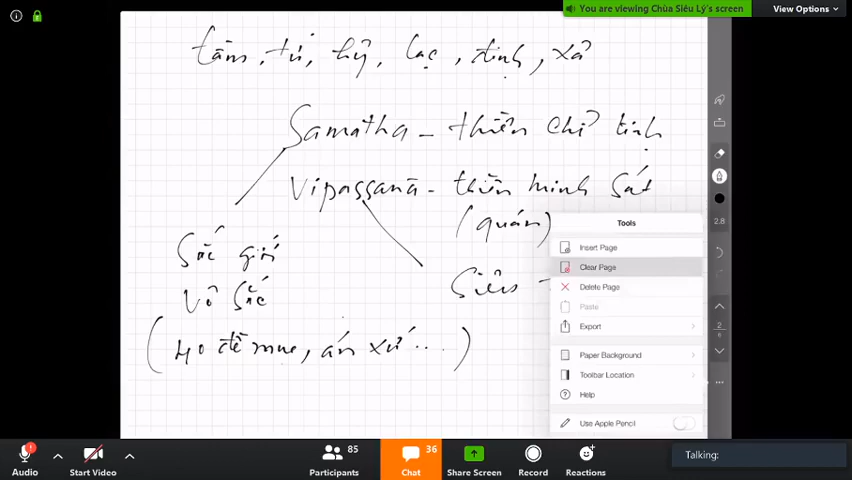 You are viewing Chùa Siêu Lý's screen
View Options
tầm, tứ, hỷ, lạc, định, xả
Samatha - thiền chỉ tịnh
Vipassanā - thiền minh sát
(quán)
Sắc giới
Vô sắc
Siêu
(40 đề mục, án xứ...)
2.8
2
6
Tools
Insert Page
Clear Page
Delete Page
Paste
Export
Paper Background
Toolbar Location
Help
Use Apple Pencil
Audio
Start Video
85
Participants
36
Chat
Share Screen
Record
Reactions
Talking: